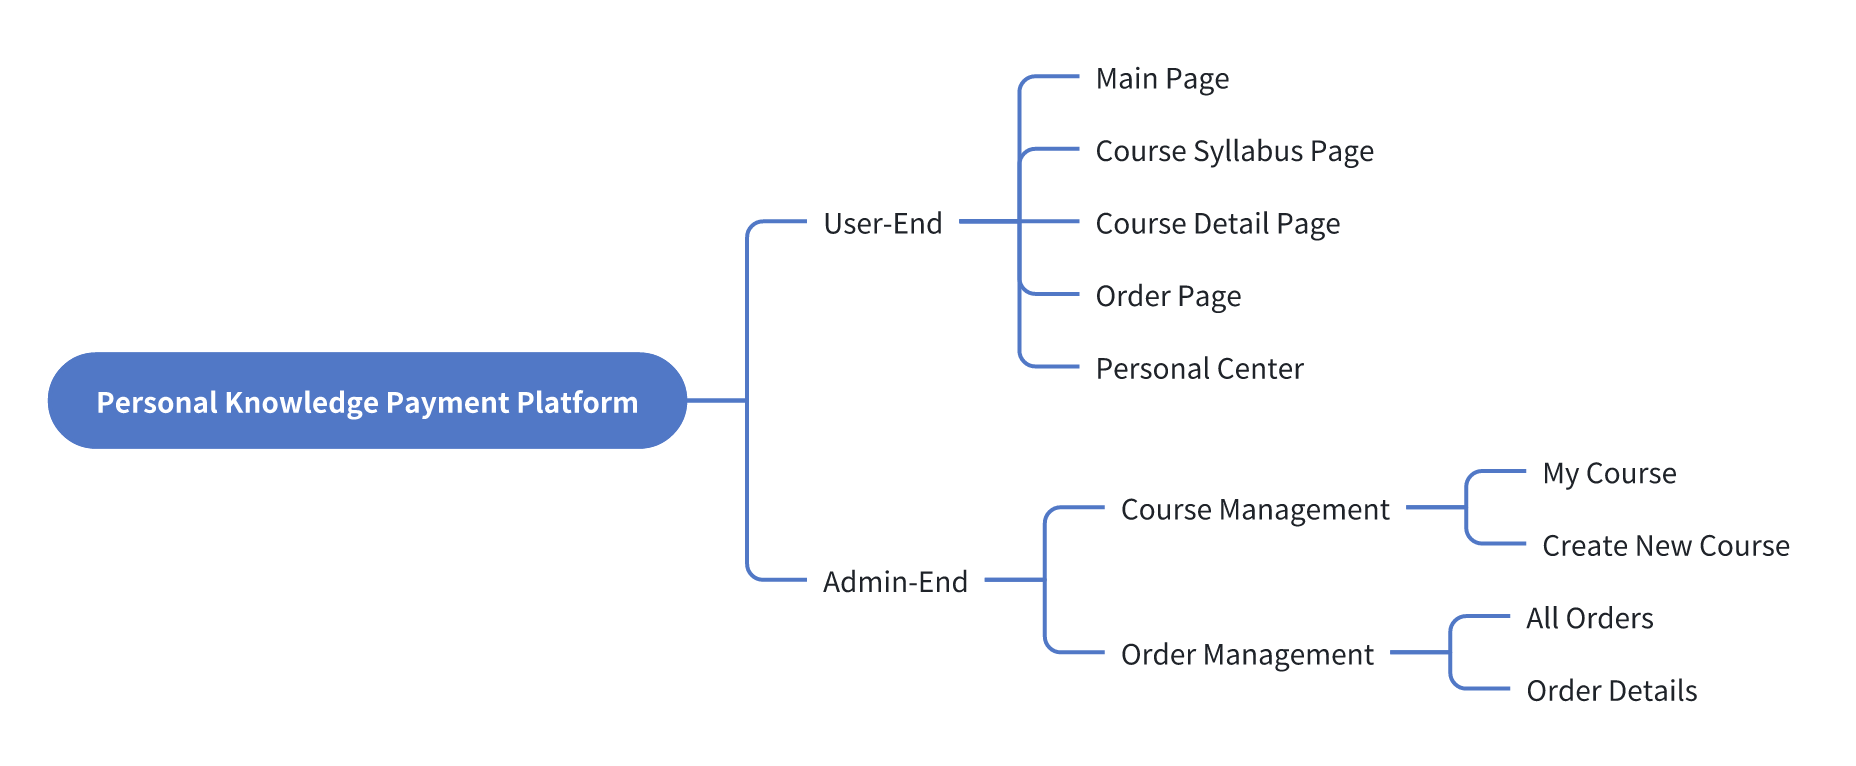 Personal Knowledge Payment Platform
User-End
Main Page
Course Syllabus Page
Course Detail Page
Order Page
Personal Center
Admin-End
Course Management
My Course
Create New Course
Order Management
All Orders
Order Details